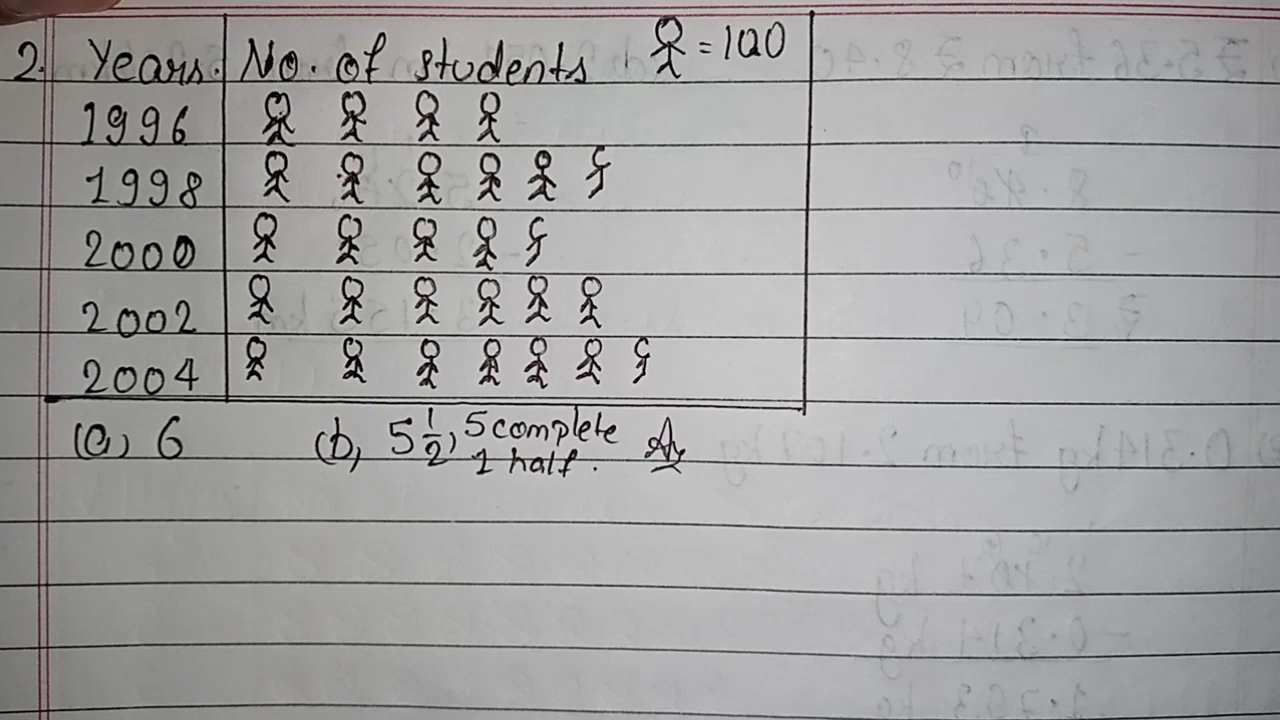 2. Years. No. of students = 100
1996
1998
2000
2002
2004
(a) 6 (b) 5 1/2, 5 complete
1 half.